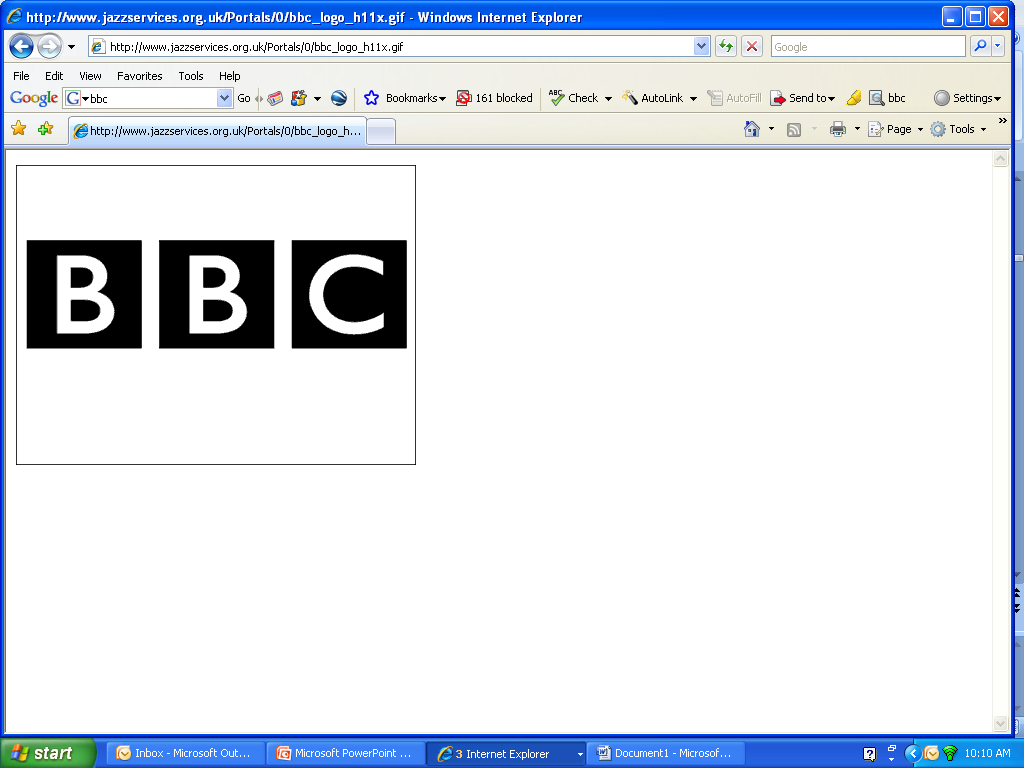 http://www.jazzservices.org.uk/Portals/0/bbc_logo_h11x.gif - Windows Internet Explorer
http://www.jazzservices.org.uk/Portals/0/bbc_logo_h11x.gif Google
File Edit View Favorites Tools Help
Google G bbc Go Bookmarks 161 blocked ABC Check AutoLink AutoFill Send to bbc Settings
http://www.jazzservices.org.uk/Portals/0/bbc_logo_h... Page Tools »
BBC
start Inbox - Microsoft Out... Microsoft PowerPoint ... 3 Internet Explorer Document1 - Microsof... 10:10 AM